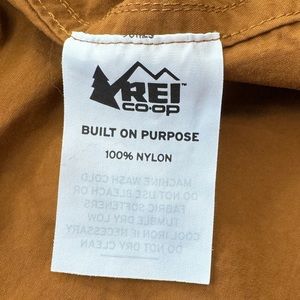 REI
CO·OP
BUILT ON PURPOSE
100% NYLON
MACHINE WASH COLD
DO NOT USE BLEACH OR
FABRIC SOFTENERS
TUMBLE DRY LOW
COOL IRON IF NECESSARY
DO NOT DRY CLEAN